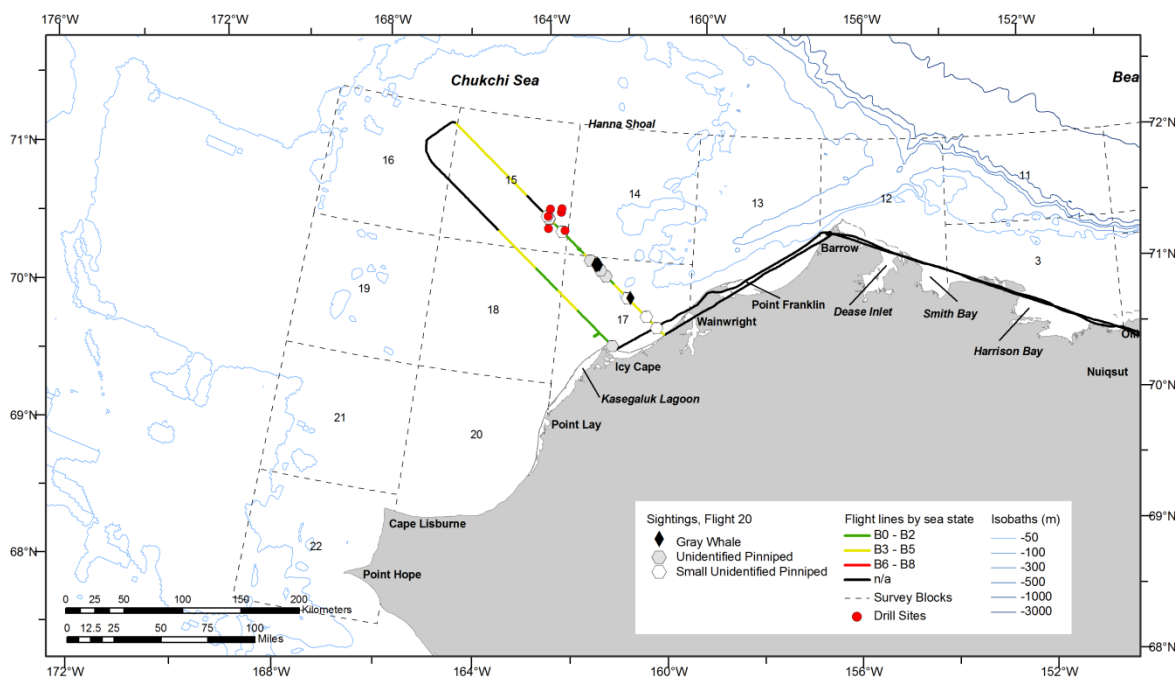 176°W 172°W 168°W 164°W 160°W 156°W 152°W
Chukchi Sea
Bea
72°N
71°N
Hanna Shoal
16
15
14
13
12
11
71°N
3
Barrow
70°N
19
18
17
Point Franklin
Dease Inlet
Smith Bay
Wainwright
Harrison Bay
Oli
Icy Cape
Nuiqsut
70°N
Kasegaluk Lagoon
69°N
21
20
Point Lay
69°N
Cape Lisburne
68°N
22
Point Hope
Sightings, Flight 20
Gray Whale
Unidentified Pinniped
Small Unidentified Pinniped
Flight lines by sea state
B0 - B2
B3 - B5
B6 - B8
n/a
Survey Blocks
Drill Sites
Isobaths (m)
-50
-100
-300
-500
-1000
-3000
0 25 50 100 150 200
Kilometers
0 12.5 25 50 75 100
Miles
68°N
172°W 168°W 166°W 164°W 162°W 160°W 158°W 156°W 154°W 152°W